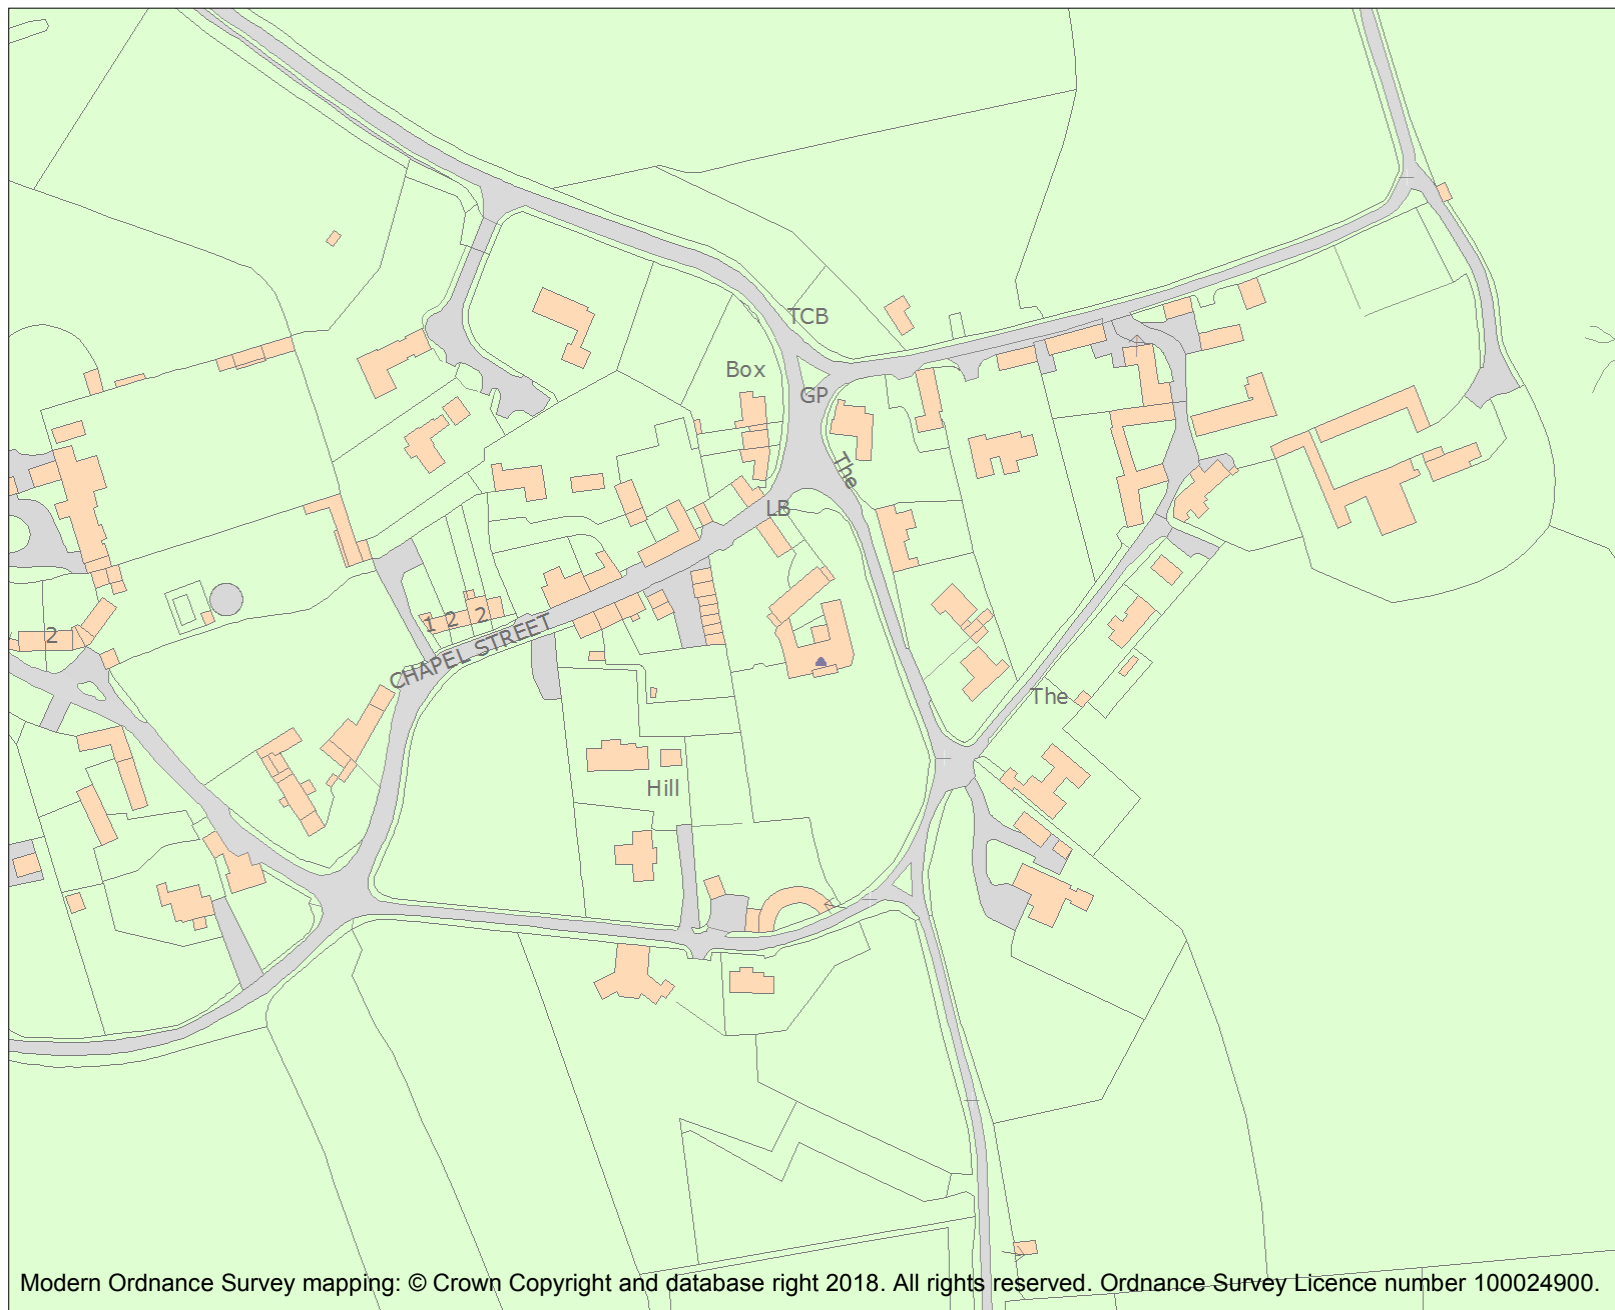 TCB
Box
GP
The
LB
1 2 2
2
CHAPEL STREET
The
Hill
Modern Ordnance Survey mapping: © Crown Copyright and database right 2018. All rights reserved. Ordnance Survey Licence number 100024900.